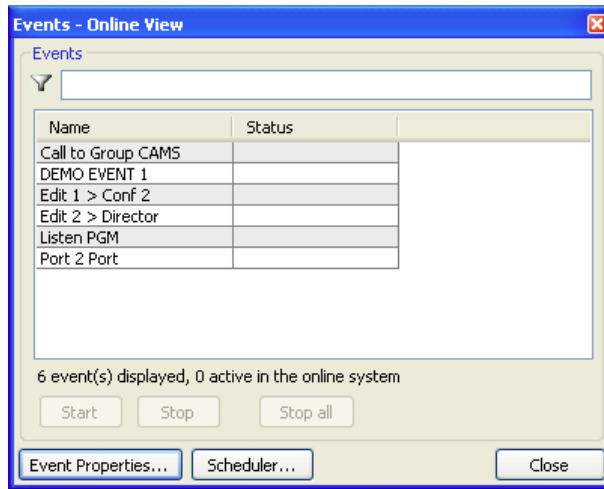 Events - Online View
Events
Name Status
Call to Group CAMS
DEMO EVENT 1
Edit 1 > Conf 2
Edit 2 > Director
Listen PGM
Port 2 Port
6 event(s) displayed, 0 active in the online system
Start Stop Stop all
Event Properties... Scheduler... Close